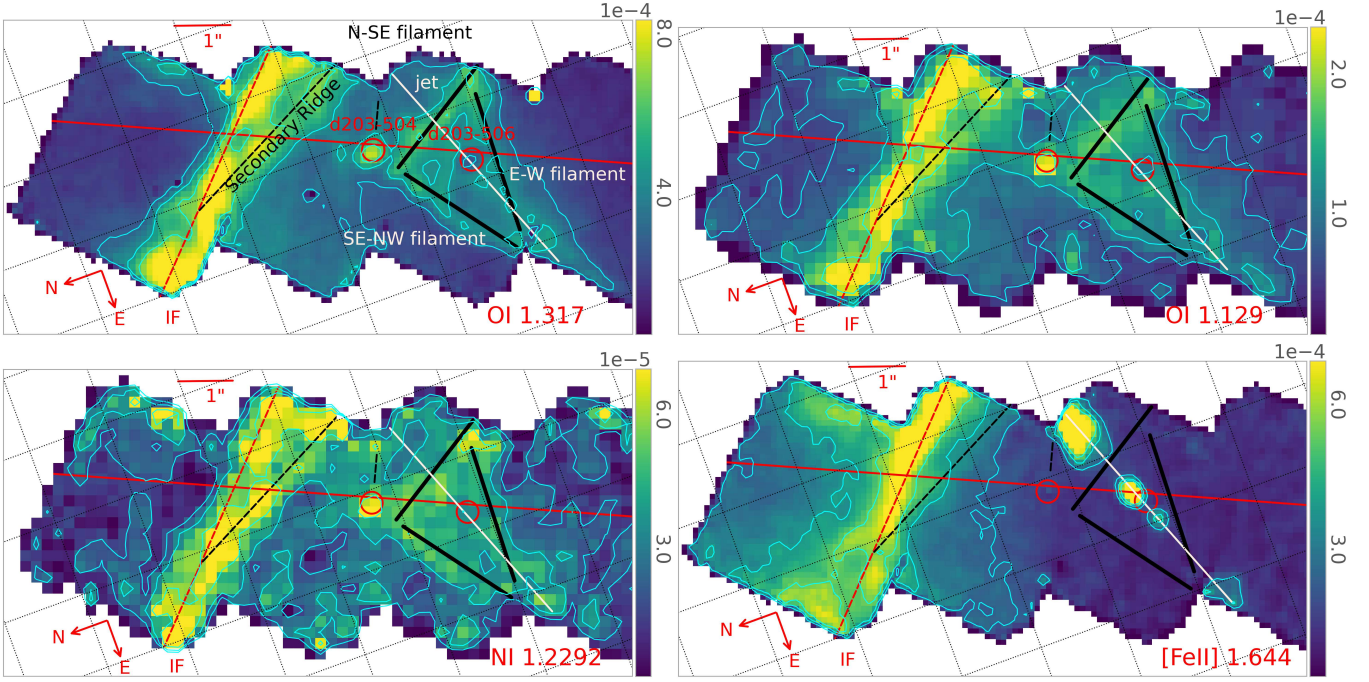 1e−4
8.0
4.0
1"
N-SE filament
jet
Secondary Ridge
d203-504
d203-506
E-W filament
SE-NW filament
N
E
IF
OI 1.317
1e−4
2.0
1.0
1"
N
E
IF
OI 1.129
1e−5
6.0
3.0
1"
N
E
IF
NI 1.2292
1e−4
6.0
3.0
1"
N
E
IF
[FeII] 1.644